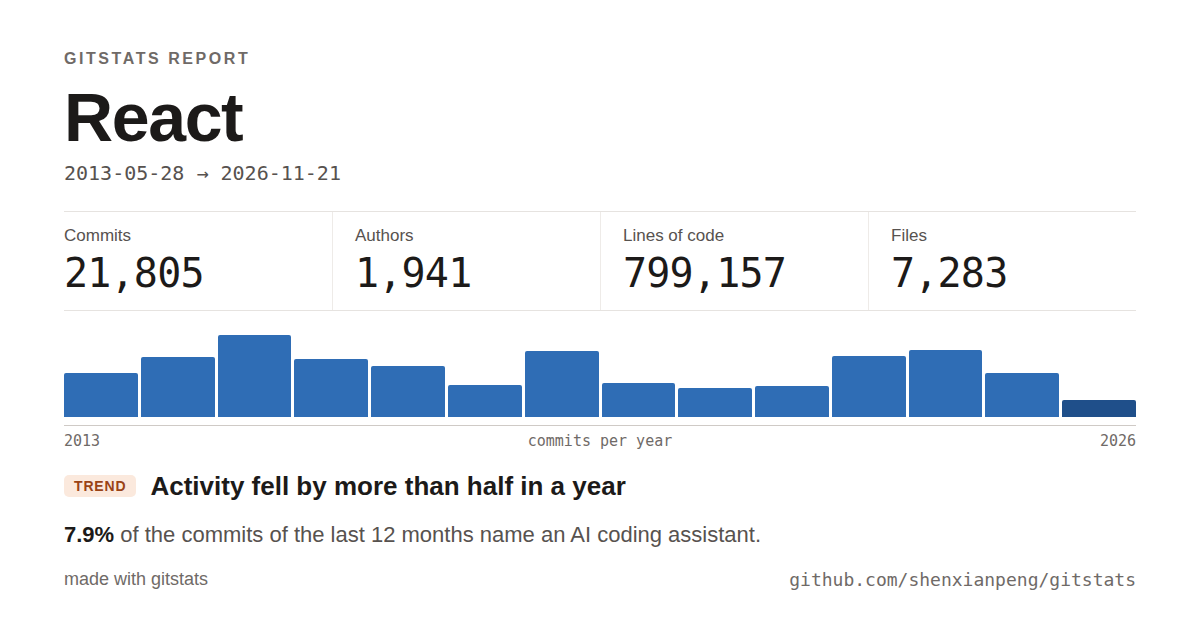 GITSTATS REPORT
React
2013-05-28 → 2026-11-21
Commits
21,805
Authors
1,941
Lines of code
799,157
Files
7,283
2013
commits per year
2026
TREND
Activity fell by more than half in a year
7.9% of the commits of the last 12 months name an AI coding assistant.
made with gitstats
github.com/shenxianpeng/gitstats